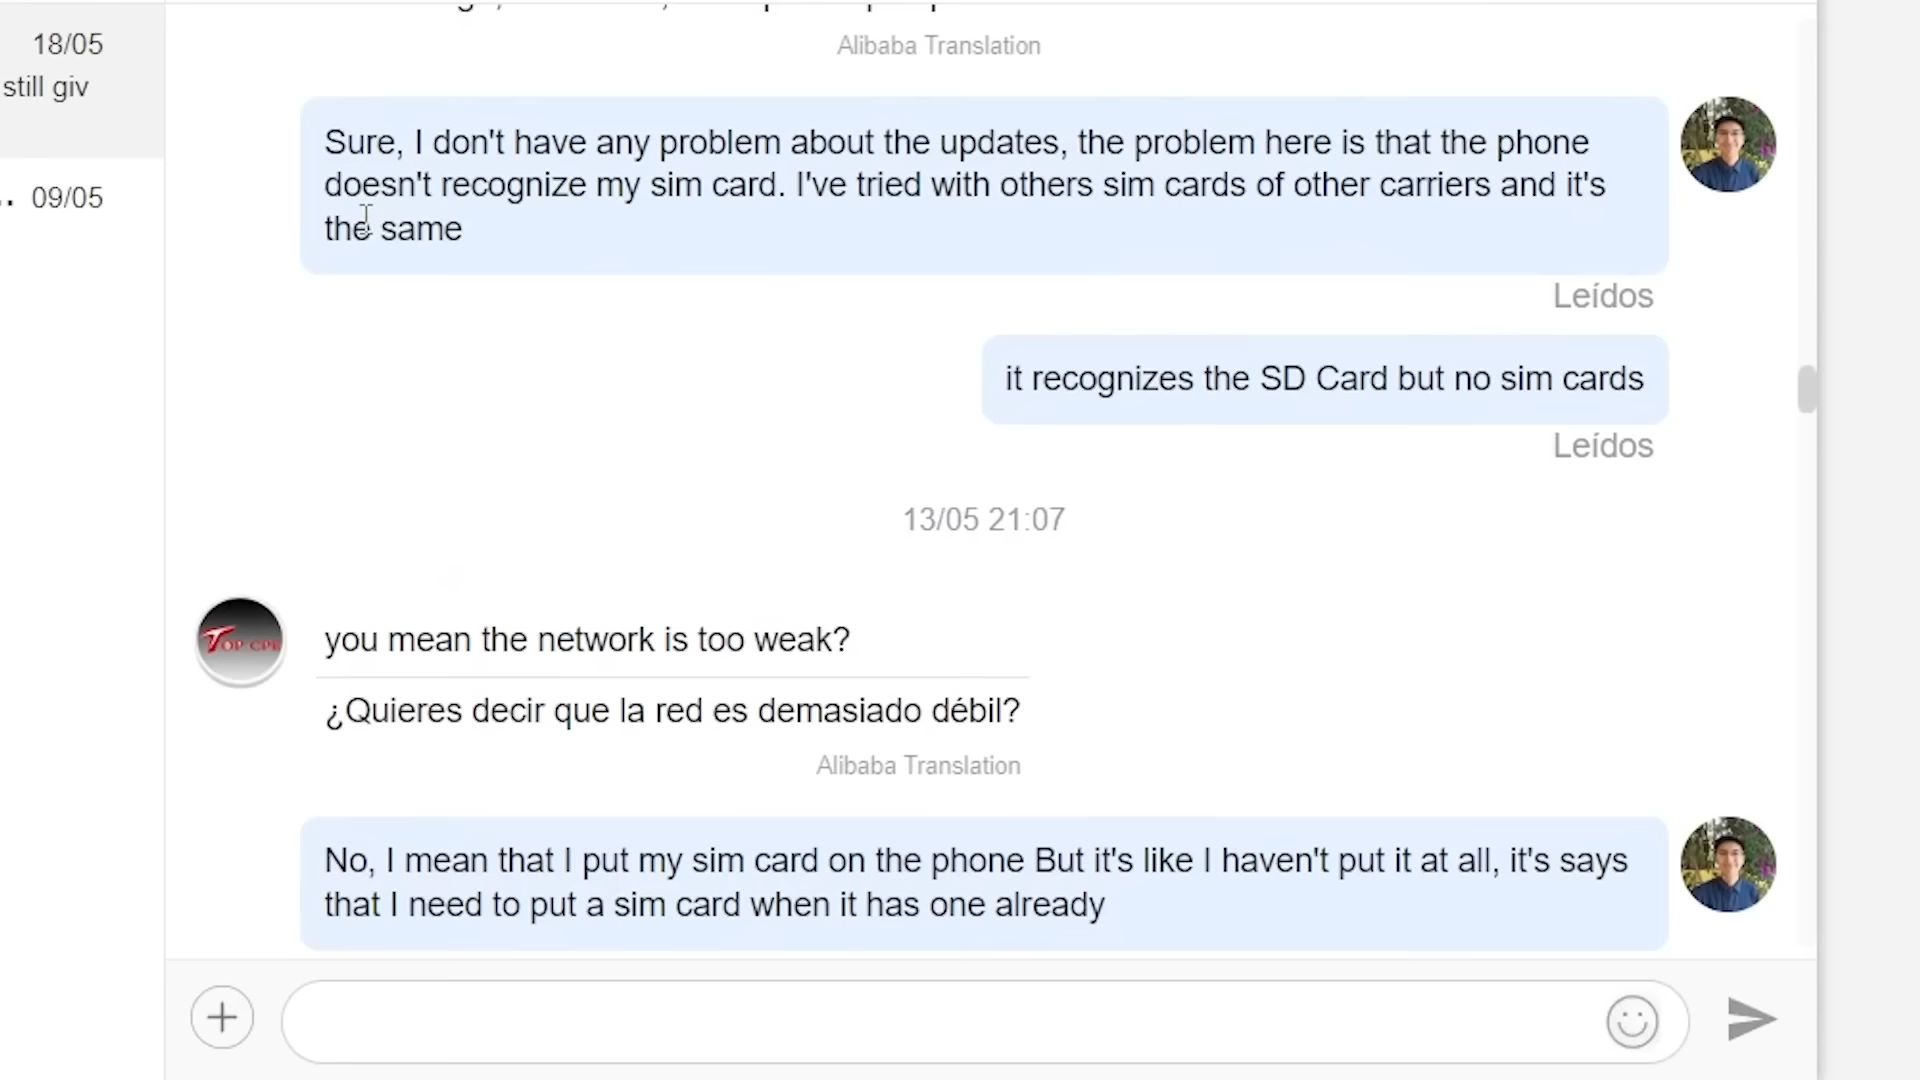 18/05
still giv
.. 09/05
Alibaba Translation
Sure, I don't have any problem about the updates, the problem here is that the phone
doesn't recognize my sim card. I've tried with others sim cards of other carriers and it's
the same
Leídos
it recognizes the SD Card but no sim cards
Leídos
13/05 21:07
TOP CPE
you mean the network is too weak?
¿Quieres decir que la red es demasiado débil?
Alibaba Translation
No, I mean that I put my sim card on the phone But it's like I haven't put it at all, it's says
that I need to put a sim card when it has one already